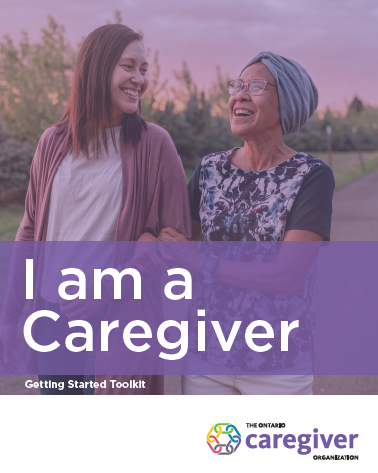 I am a
Caregiver
Getting Started Toolkit
THE ONTARIO
caregiver
ORGANIZATION